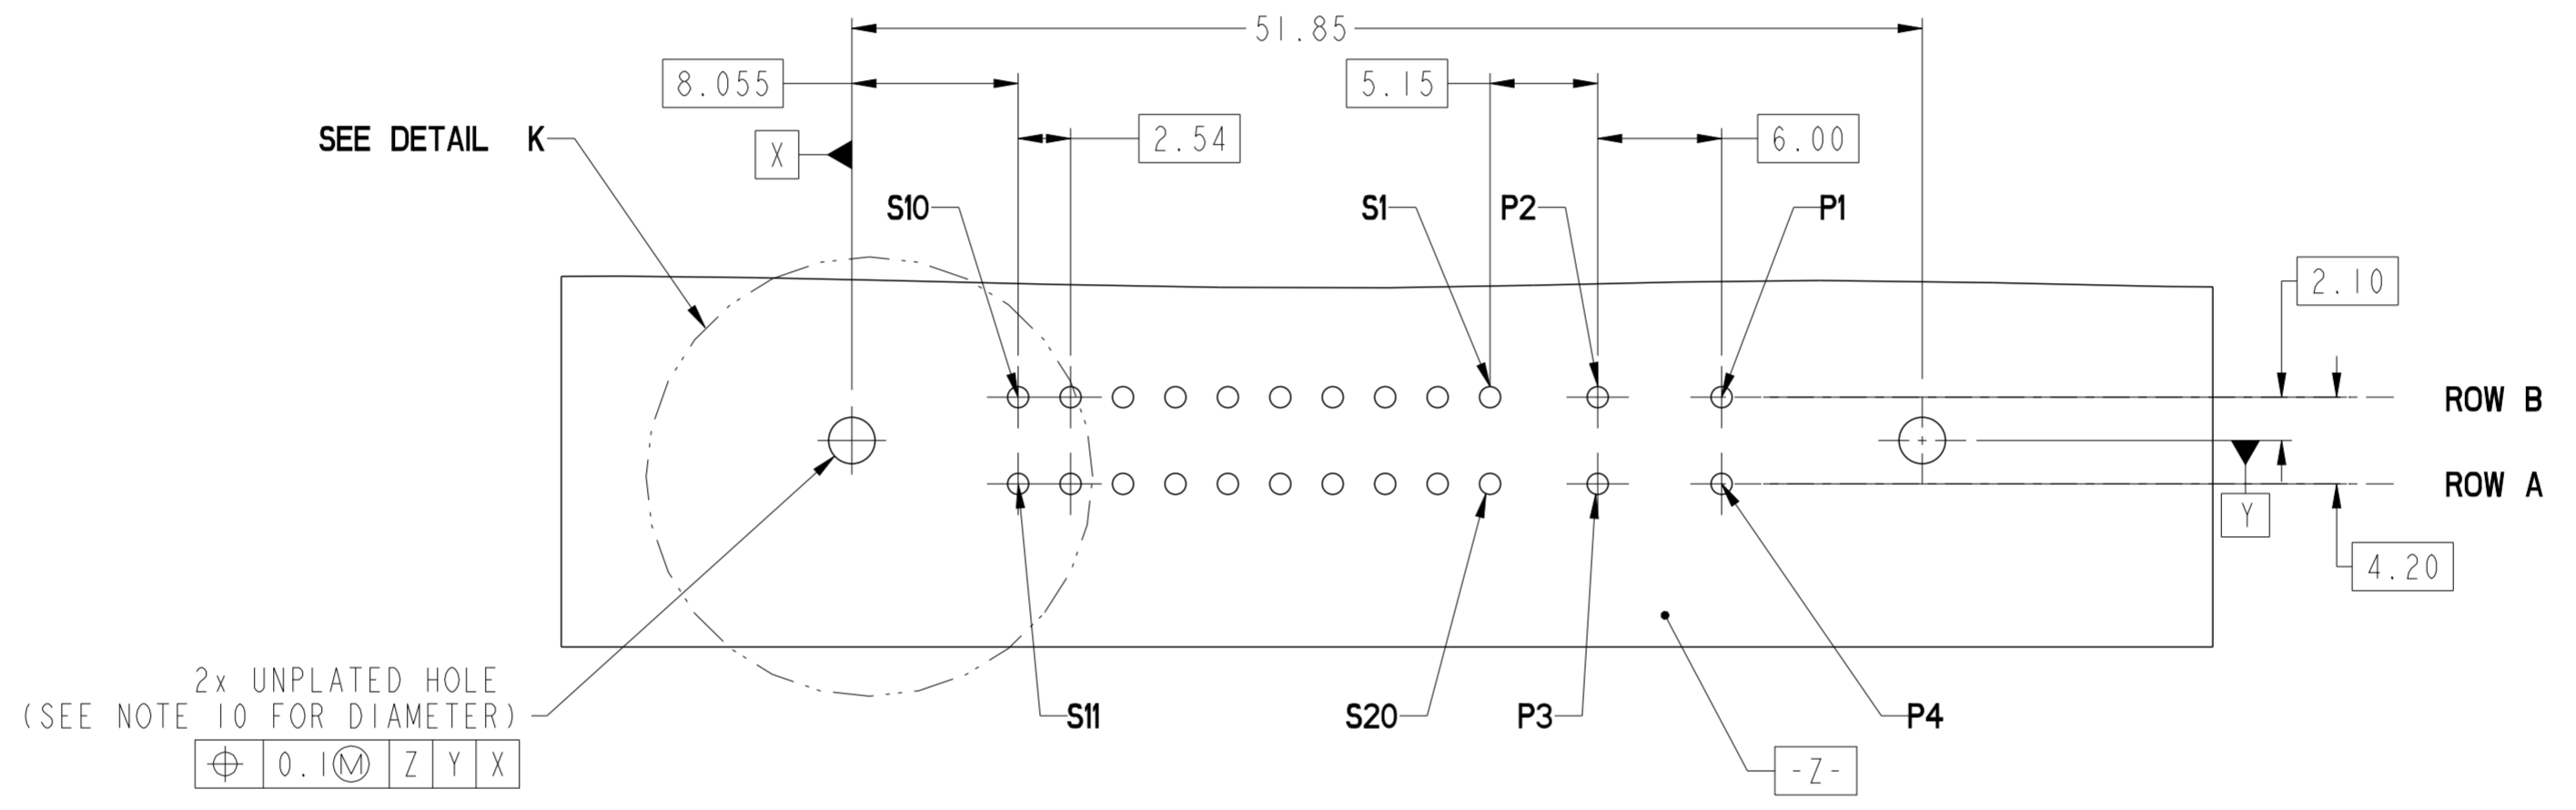 51.85
8.055
5.15
SEE DETAIL K
X
2.54
6.00
S10
S1
P2
P1
2.10
ROW B
ROW A
Y
4.20
2x UNPLATED HOLE
(SEE NOTE 10 FOR DIAMETER)
S11
S20
P3
P4
⌖ 0.1Ⓜ Z Y X
-Z-